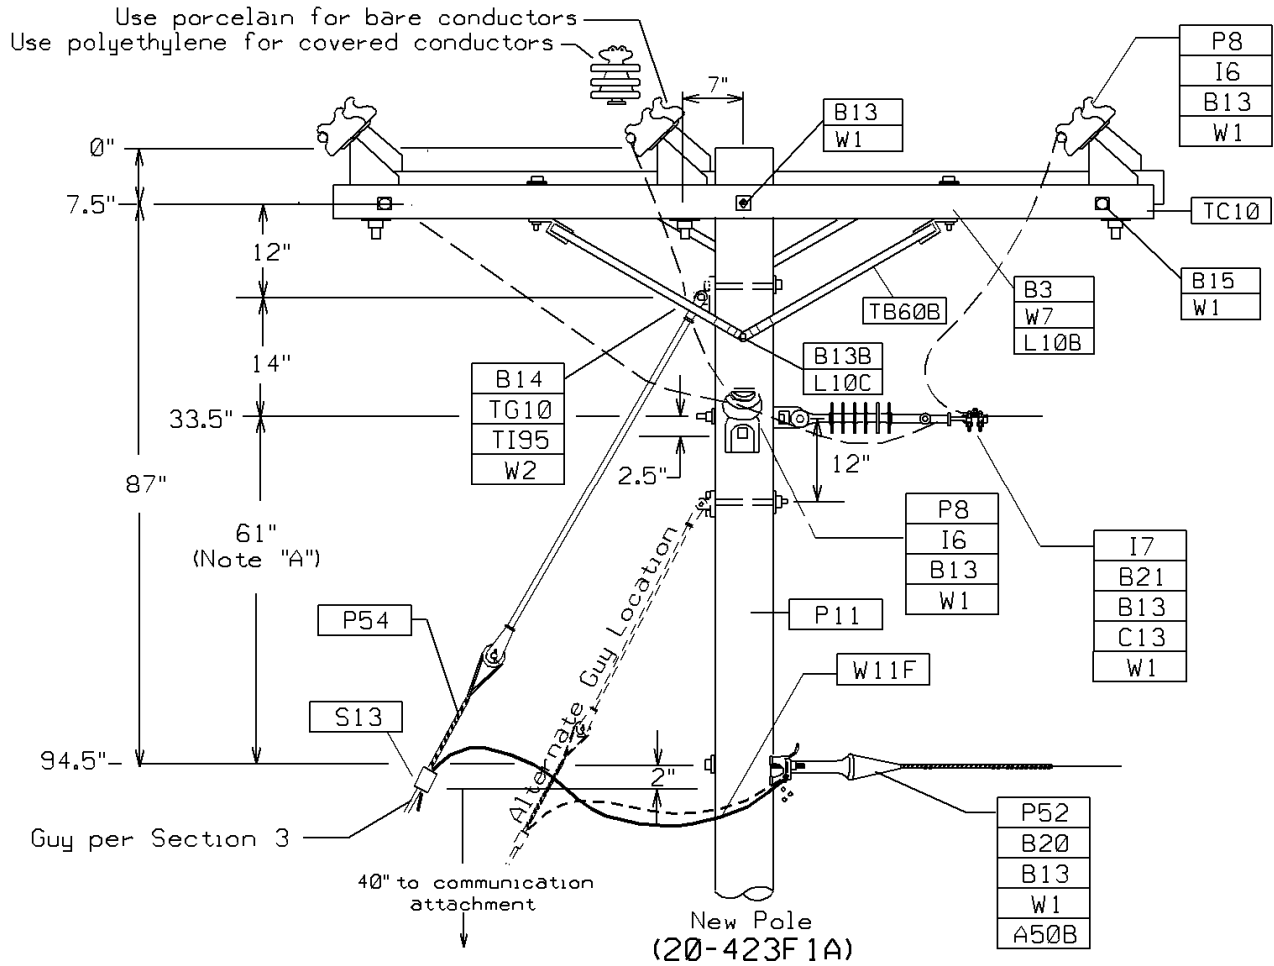 Use porcelain for bare conductors
Use polyethylene for covered conductors
7"
P8
I6
B13
W1
B13
W1
0"
7.5"
TC10
12"
B15
W1
TB60B
B3
W7
L10B
14"
B13B
L10C
B14
TG10
TI95
W2
33.5"
2.5"
12"
87"
61"
(Note "A")
P8
I6
B13
W1
I7
B21
B13
C13
W1
P54
P11
Alternate Guy Location
W11F
S13
94.5"
2"
P52
B20
B13
W1
A50B
Guy per Section 3
40" to communication
attachment
New Pole
(20-423F1A)